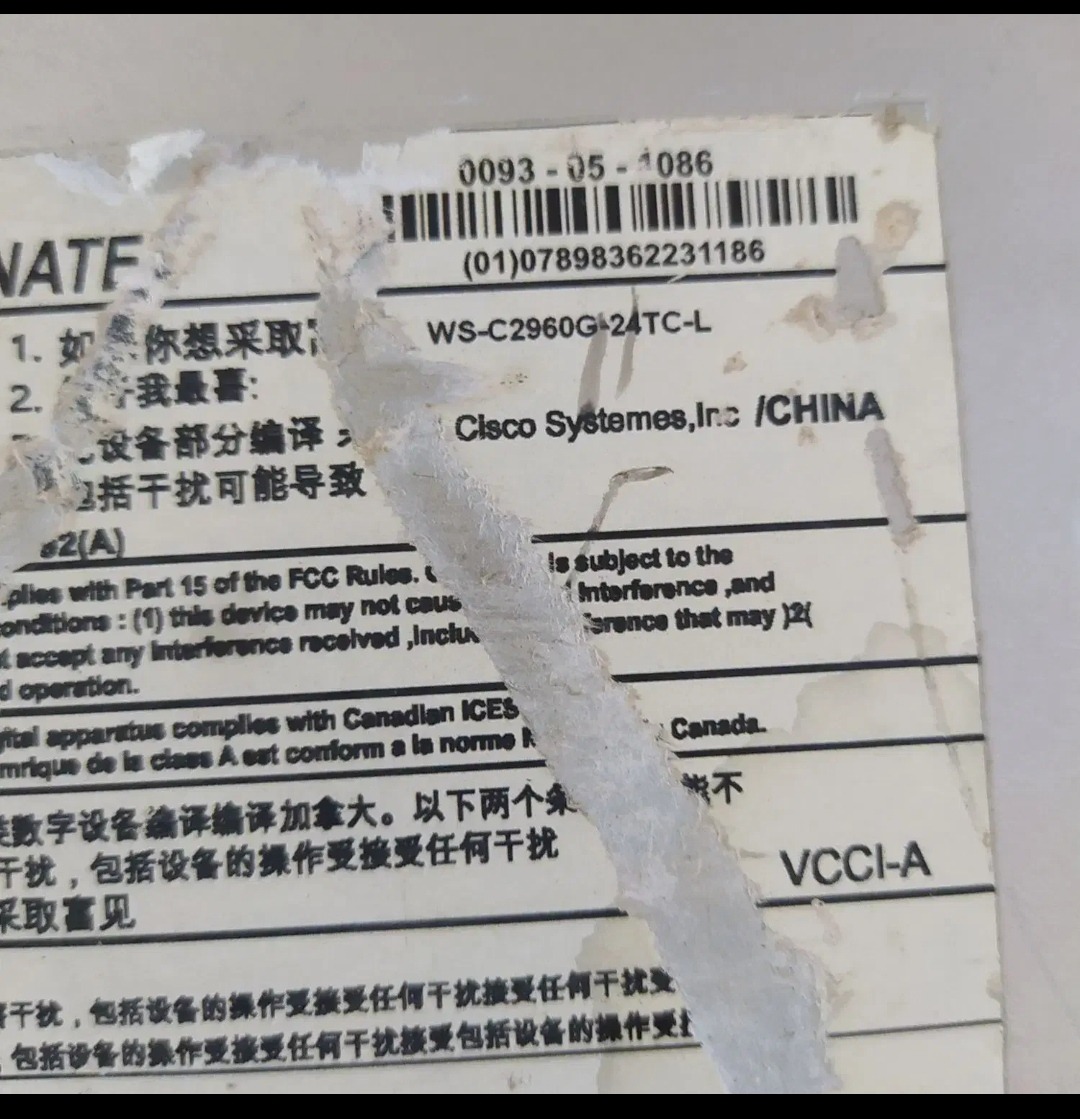 0093 - 05 - 1086
(01)07898362231186
NATE
WS-C2960G-24TC-L
1. 如 你想采取
2. 我最喜:
Cisco Systemes,Inc /CHINA
设备部分编译
包括干扰可能导致
a2(A)
plies with Part 15 of the FCC Rules. is subject to the
onditions : (1) this device may not caus interference ,and
accept any interference received ,inclu erence that may )2(
d operation.
gital apparatus complies with Canadian ICES Canada.
mrique de la class A est conform a la norme
类数字设备编译编译加拿大。以下两个条 能不
干扰，包括设备的操作受接受任何干扰
VCCI-A
采取富见
干扰，包括设备的操作受接受任何干扰接受任何干扰受
包括设备的操作受接受任何干扰接受包括设备的操作受